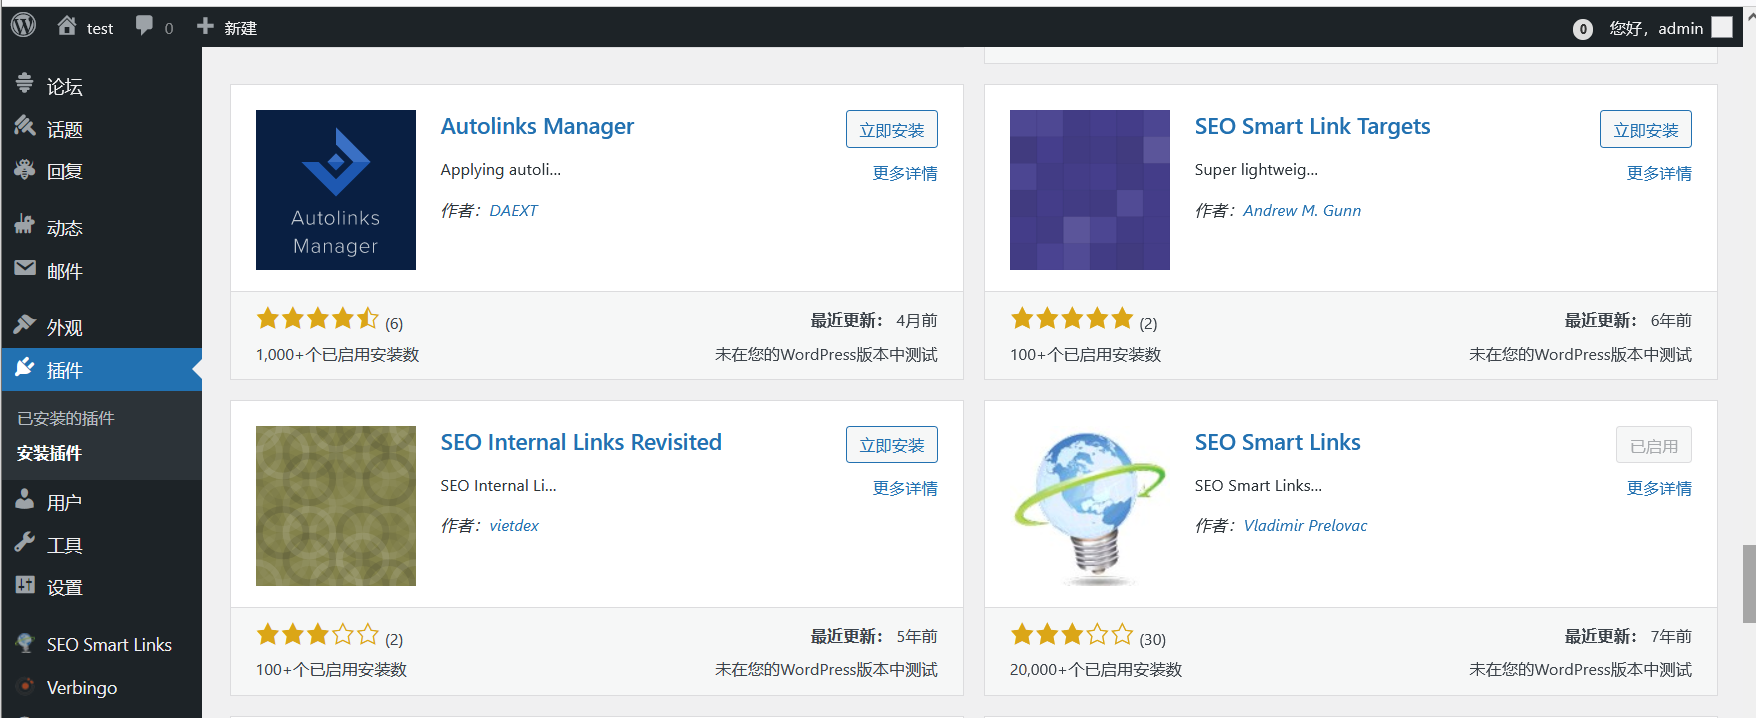 test 0 新建 0 您好，admin
论坛
话题
回复
动态
邮件
外观
插件
已安装的插件
安装插件
用户
工具
设置
SEO Smart Links
Verbingo
Autolinks Manager
Autolinks Manager
立即安装
Applying autoli...
更多详情
作者：DAEXT
(6)
最近更新： 4月前
1,000+个已启用安装数
未在您的WordPress版本中测试
SEO Smart Link Targets
立即安装
Super lightweig...
更多详情
作者：Andrew M. Gunn
(2)
最近更新： 6年前
100+个已启用安装数
未在您的WordPress版本中测试
SEO Internal Links Revisited
立即安装
SEO Internal Li...
更多详情
作者：vietdex
(2)
最近更新： 5年前
100+个已启用安装数
未在您的WordPress版本中测试
SEO Smart Links
已启用
SEO Smart Links...
更多详情
作者：Vladimir Prelovac
(30)
最近更新： 7年前
20,000+个已启用安装数
未在您的WordPress版本中测试